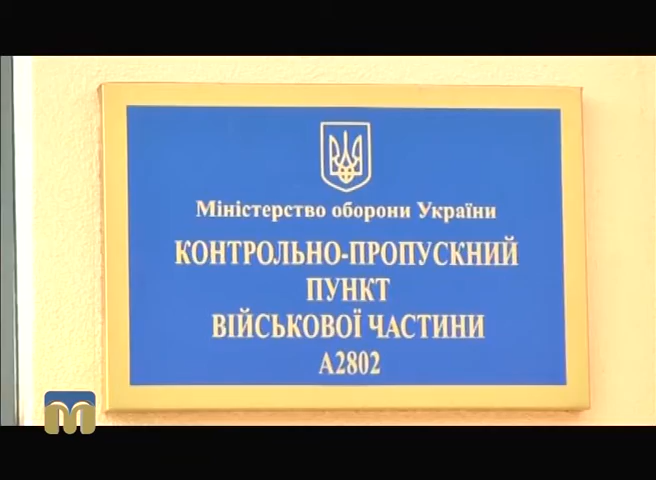 Міністерство оборони України
КОНТРОЛЬНО-ПРОПУСКНИЙ
ПУНКТ
ВІЙСЬКОВОЇ ЧАСТИНИ
А2802
m